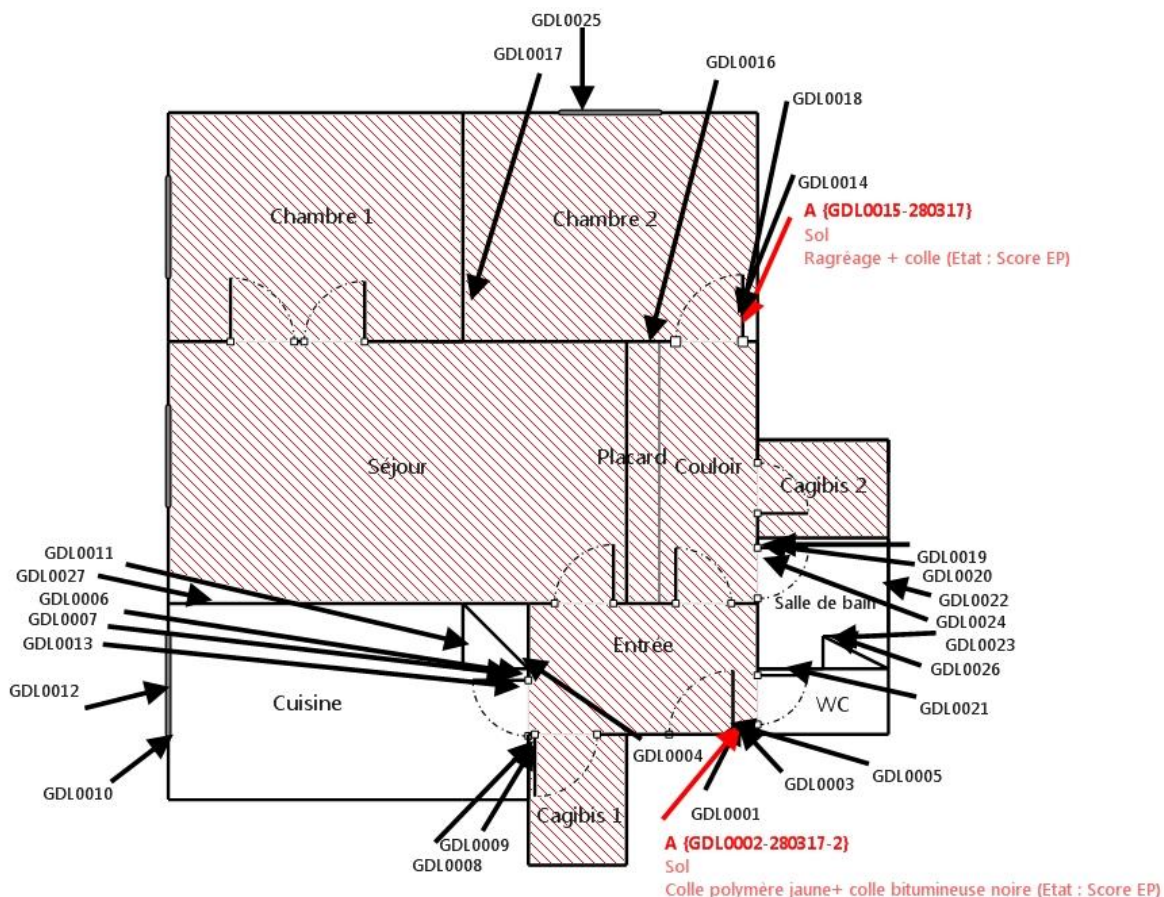 GDL0025
GDL0017
GDL0016
GDL0018
GDL0014
A {GDL0015-280317}
Sol
Ragréage + colle (Etat : Score EP)
Chambre 1
Chambre 2
Séjour
Placard
Couloir
Cagibis 2
GDL0011
GDL0027
GDL0006
GDL0007
GDL0013
GDL0012
GDL0010
GDL0019
GDL0020
GDL0022
GDL0024
GDL0023
GDL0026
GDL0021
Salle de bain
Entrée
Cuisine
WC
GDL0004
GDL0005
GDL0003
GDL0001
GDL0009
GDL0008
Cagibis 1
A {GDL0002-280317-2}
Sol
Colle polymère jaune+ colle bitumineuse noire (Etat : Score EP)